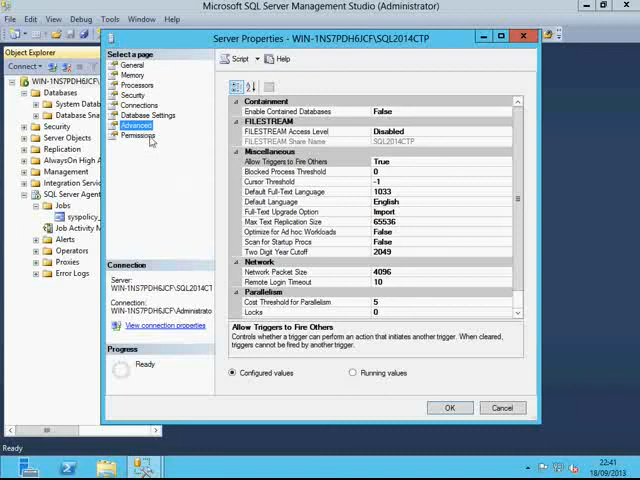 Microsoft SQL Server Management Studio (Administrator)
File Edit View Debug Tools Window Help
Object Explorer
Connect
WIN-1NS7PDH6JCF\
Databases
System Datab
Database Sna
Security
Server Objects
Replication
AlwaysOn High A
Management
Integration Servic
SQL Server Agent
Jobs
syspolicy_
Job Activity M
Alerts
Operators
Proxies
Error Logs
Ready
Server Properties - WIN-1NS7PDH6JCF\SQL2014CTP
Select a page
General
Memory
Processors
Security
Connections
Database Settings
Advanced
Permissions
Connection
Server:
WIN-1NS7PDH6JCF\SQL2014CT
Connection:
WIN-1NS7PDH6JCF\Administrato
View connection properties
Progress
Ready
Script Help
Containment
Enable Contained Databases False
FILESTREAM
FILESTREAM Access Level Disabled
FILESTREAM Share Name SQL2014CTP
Miscellaneous
Allow Triggers to Fire Others True
Blocked Process Threshold 0
Cursor Threshold -1
Default Full-Text Language 1033
Default Language English
Full-Text Upgrade Option Import
Max Text Replication Size 65536
Optimize for Ad hoc Workloads False
Scan for Startup Procs False
Two Digit Year Cutoff 2049
Network
Network Packet Size 4096
Remote Login Timeout 10
Parallelism
Cost Threshold for Parallelism 5
Locks 0
Allow Triggers to Fire Others
Controls whether a trigger can perform an action that initiates another trigger. When cleared,
triggers cannot be fired by another trigger.
Configured values Running values
OK Cancel
22:41
18/09/2013